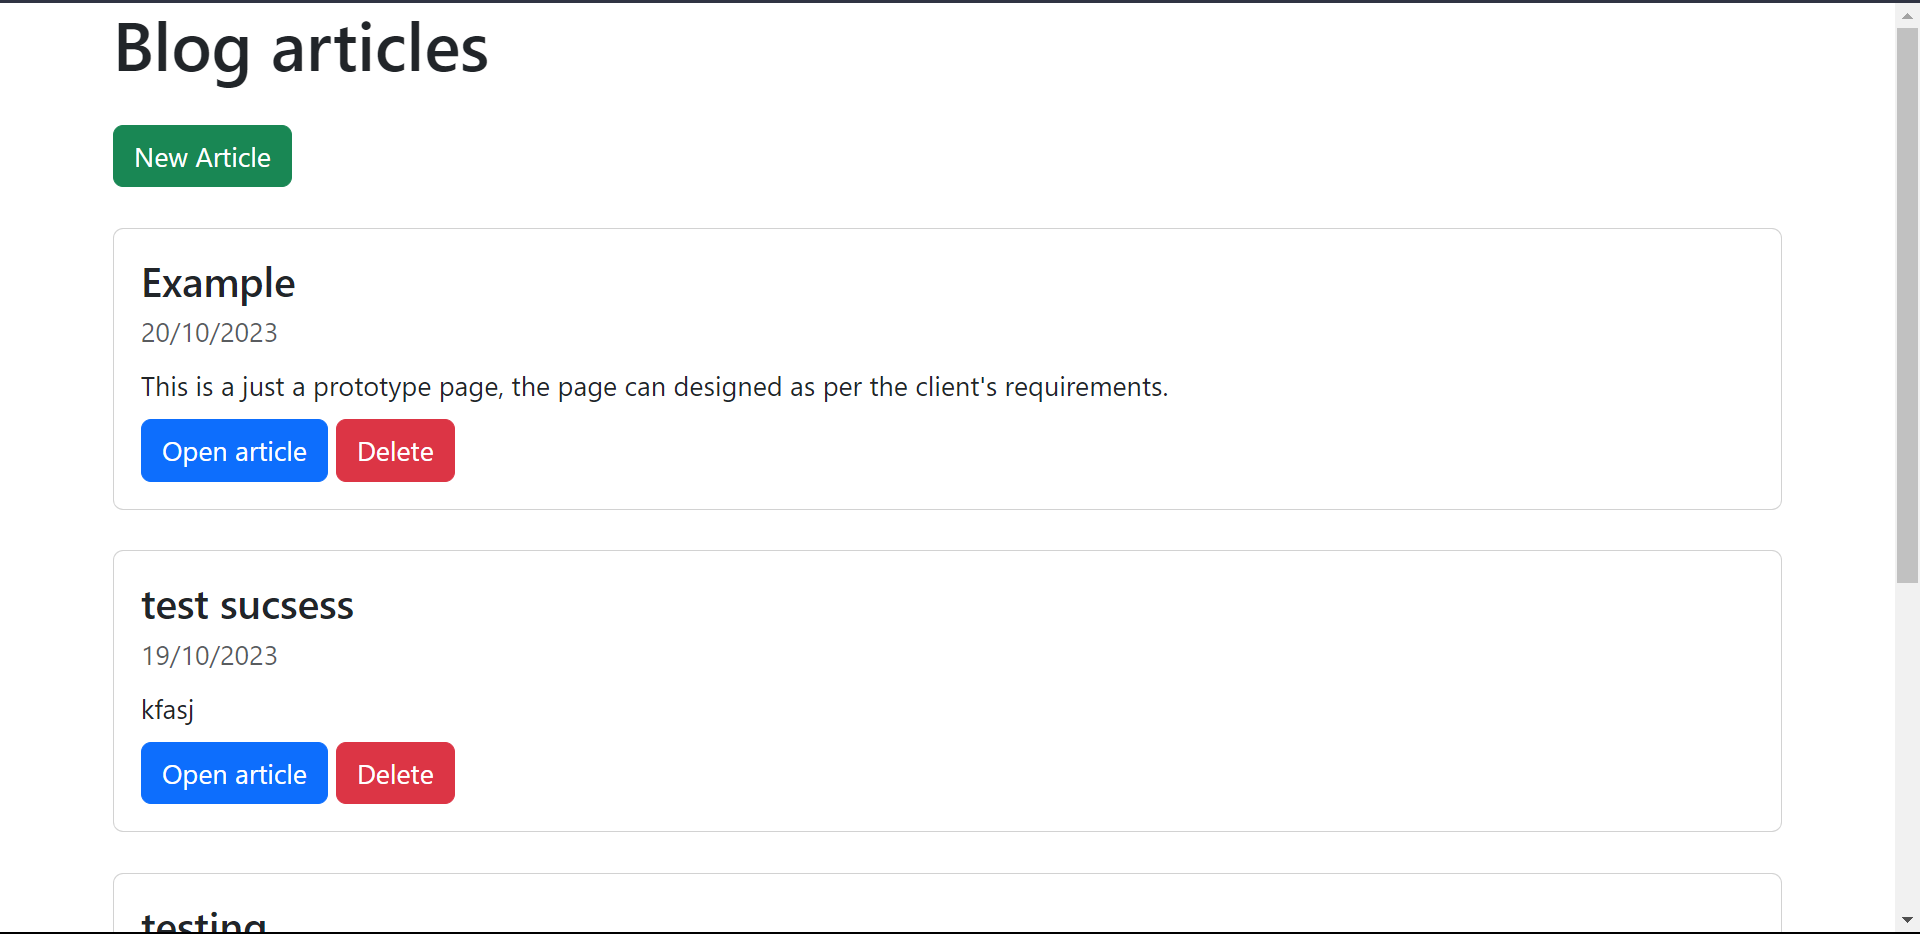 Blog articles
New Article
Example
20/10/2023
This is a just a prototype page, the page can designed as per the client's requirements.
Open article Delete
test sucsess
19/10/2023
kfasj
Open article Delete
testing